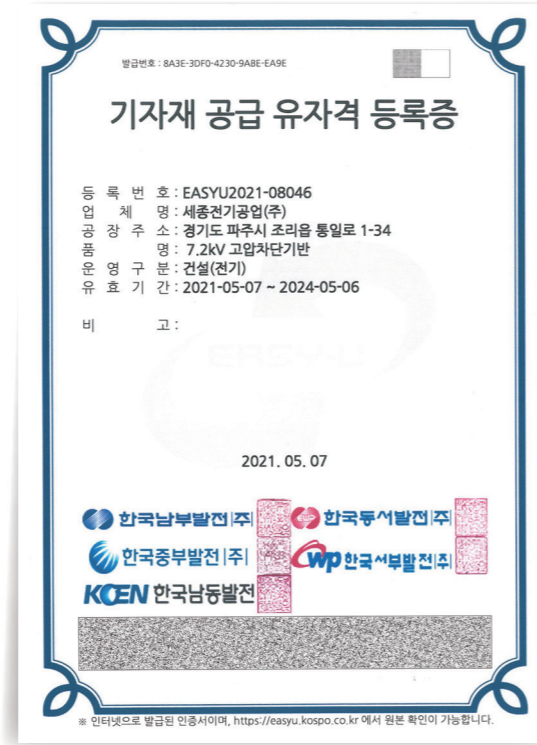 발급번호 : 8A3E-3DF0-4230-9ABE-EA9E
기자재 공급 유자격 등록증
등 록 번 호 : EASYU2021-08046
업 체 명 : 세종전기공업(주)
공 장 주 소 : 경기도 파주시 조리읍 통일로 1-34
품 명 : 7.2kV 고압차단기반
운 영 구 분 : 건설(전기)
유 효 기 간 : 2021-05-07 ~ 2024-05-06
비 고 :
EASY-U
2021. 05. 07
한국남부발전|주| 한국동서발전|주|
한국중부발전|주| wp 한국서부발전|주|
KOEN 한국남동발전
※ 인터넷으로 발급된 인증서이며, https://easyu.kospo.co.kr 에서 원본 확인이 가능합니다.